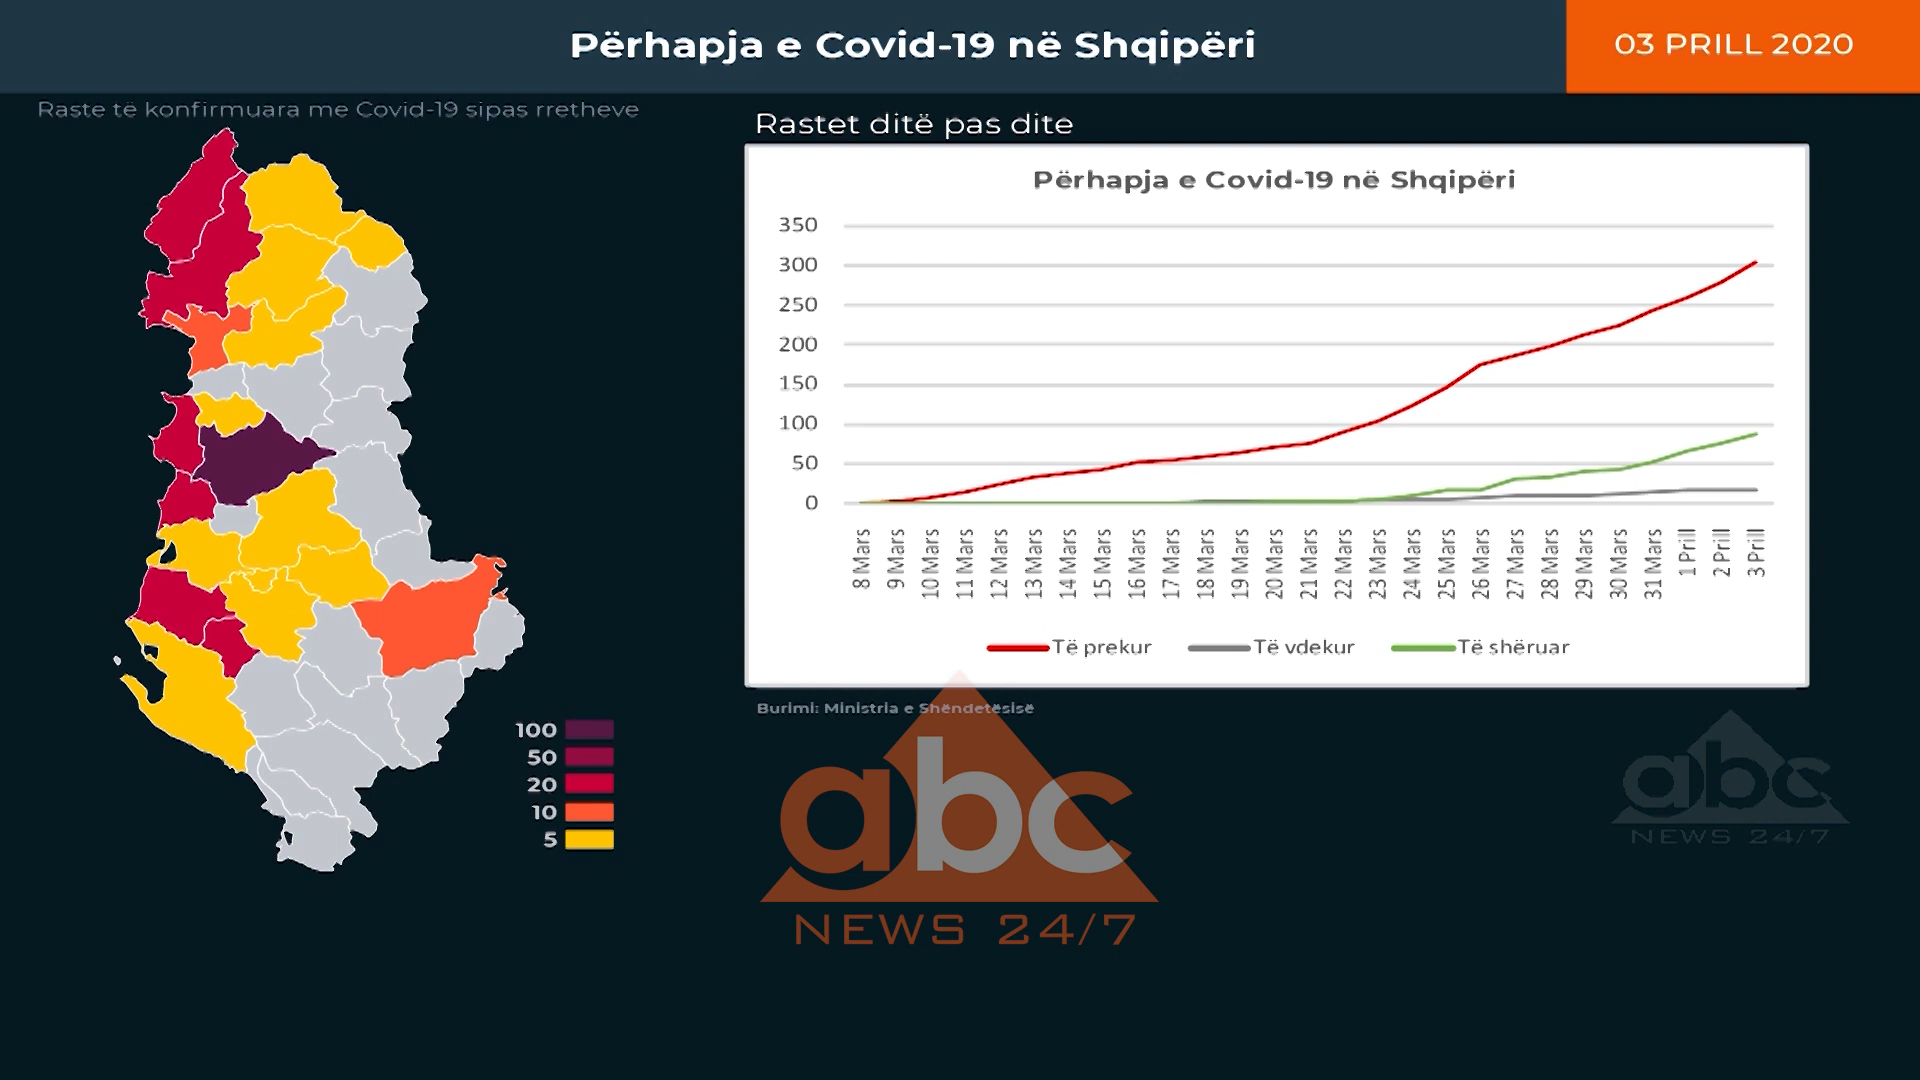 Përhapja e Covid-19 në Shqipëri
03 PRILL 2020
Raste të konfirmuara me Covid-19 sipas rretheve
100
50
20
10
5
Rastet ditë pas dite
Përhapja e Covid-19 në Shqipëri
350
300
250
200
150
100
50
0
8 Mars
9 Mars
10 Mars
11 Mars
12 Mars
13 Mars
14 Mars
15 Mars
16 Mars
17 Mars
18 Mars
19 Mars
20 Mars
21 Mars
22 Mars
23 Mars
24 Mars
25 Mars
26 Mars
27 Mars
28 Mars
29 Mars
30 Mars
31 Mars
1 Prill
2 Prill
3 Prill
Të prekur Të vdekur Të shëruar
Burimi: Ministria e Shëndetësisë
abc
NEWS 24/7
abc
NEWS 24/7